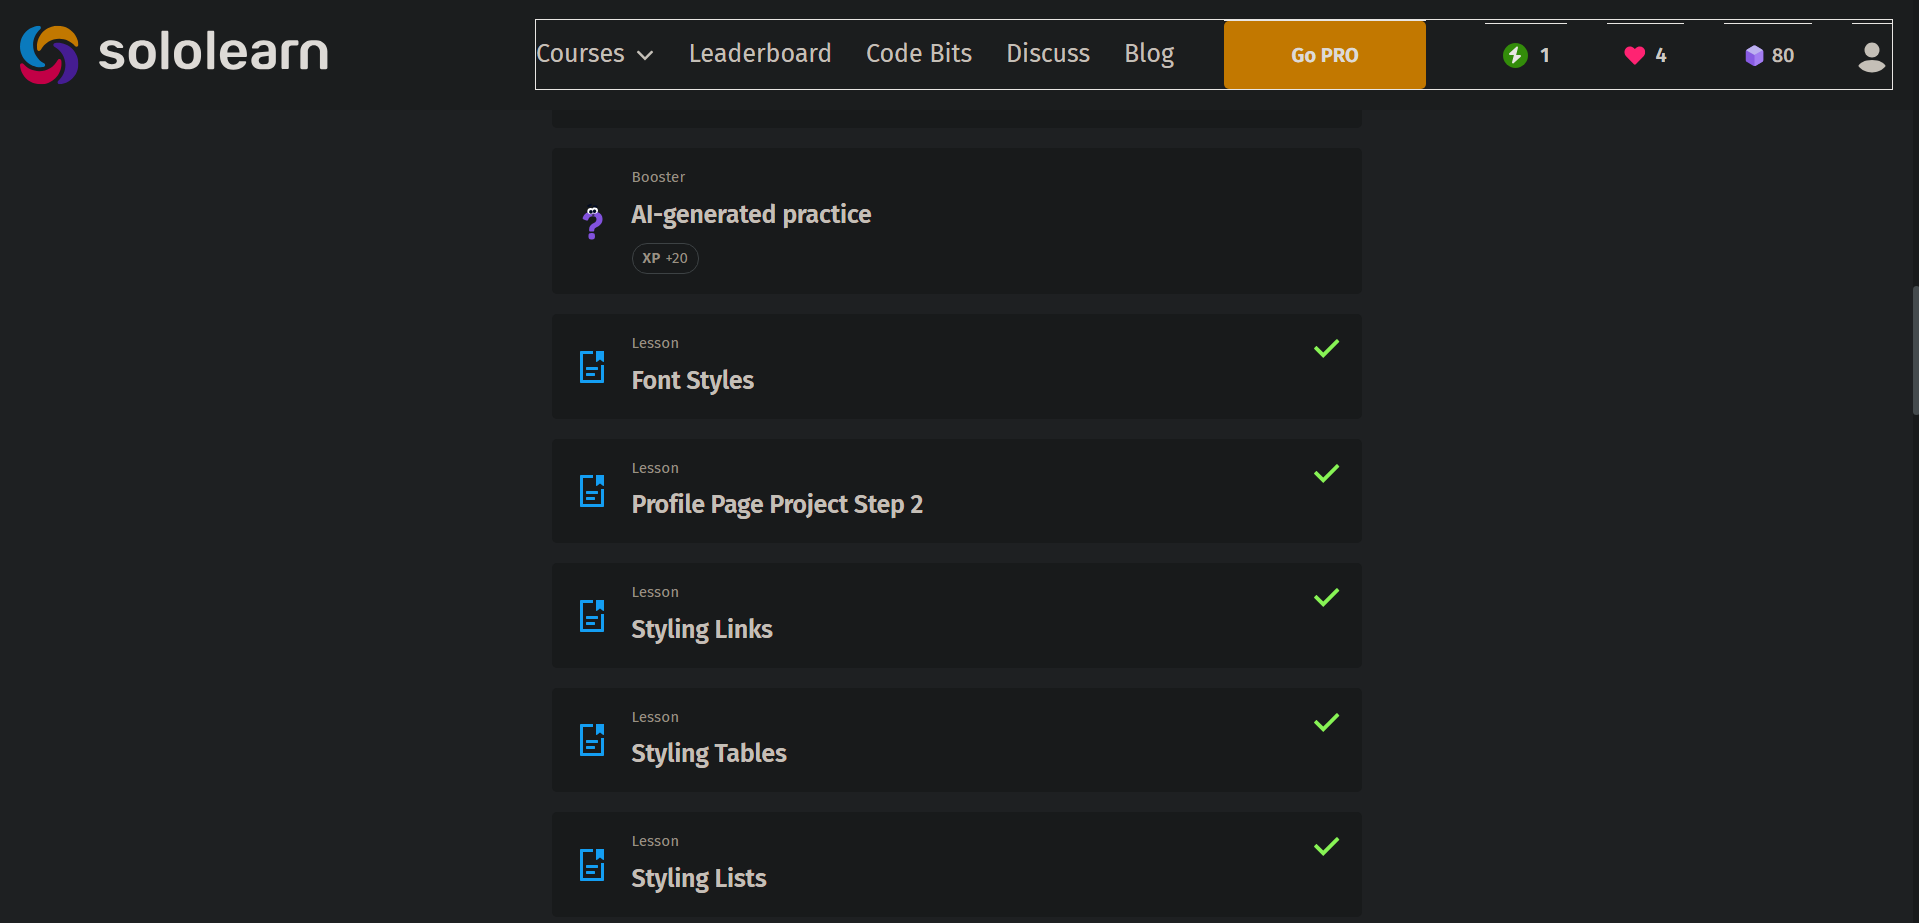 sololearn
Courses Leaderboard Code Bits Discuss Blog Go PRO 1 4 80
Booster
AI-generated practice
XP +20
Lesson
Font Styles
Lesson
Profile Page Project Step 2
Lesson
Styling Links
Lesson
Styling Tables
Lesson
Styling Lists